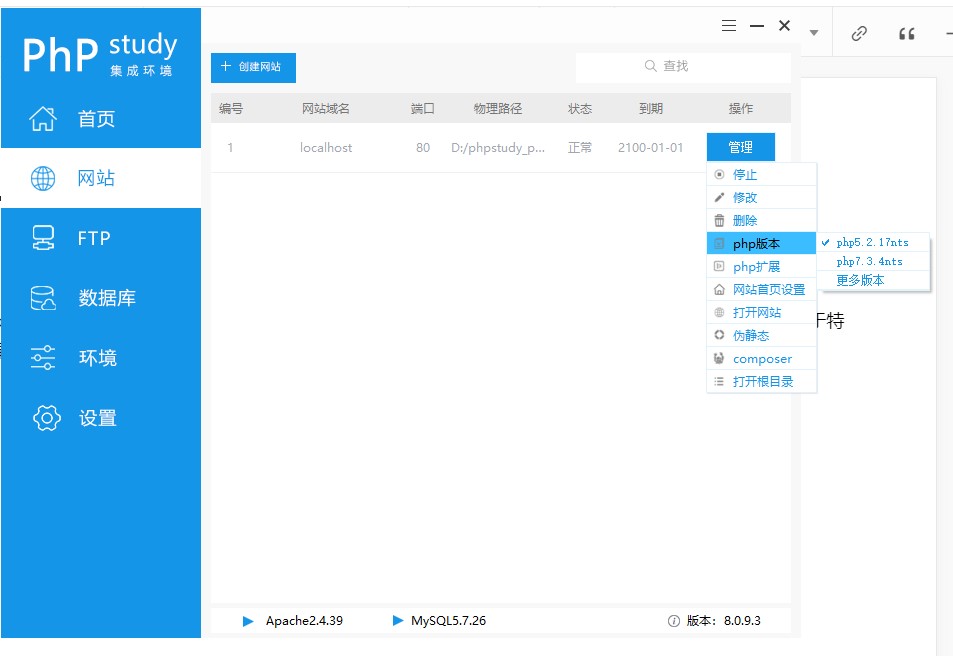 PhP study
集成环境
首页
网站
FTP
数据库
环境
设置
创建网站
查找
编号 网站域名 端口 物理路径 状态 到期 操作
1 localhost 80 D:/phpstudy_p... 正常 2100-01-01 管理
停止
修改
删除
php版本
php扩展
网站首页设置
打开网站
伪静态
composer
打开根目录
php5.2.17nts
php7.3.4nts
更多版本
于特
Apache2.4.39 MySQL5.7.26 版本: 8.0.9.3